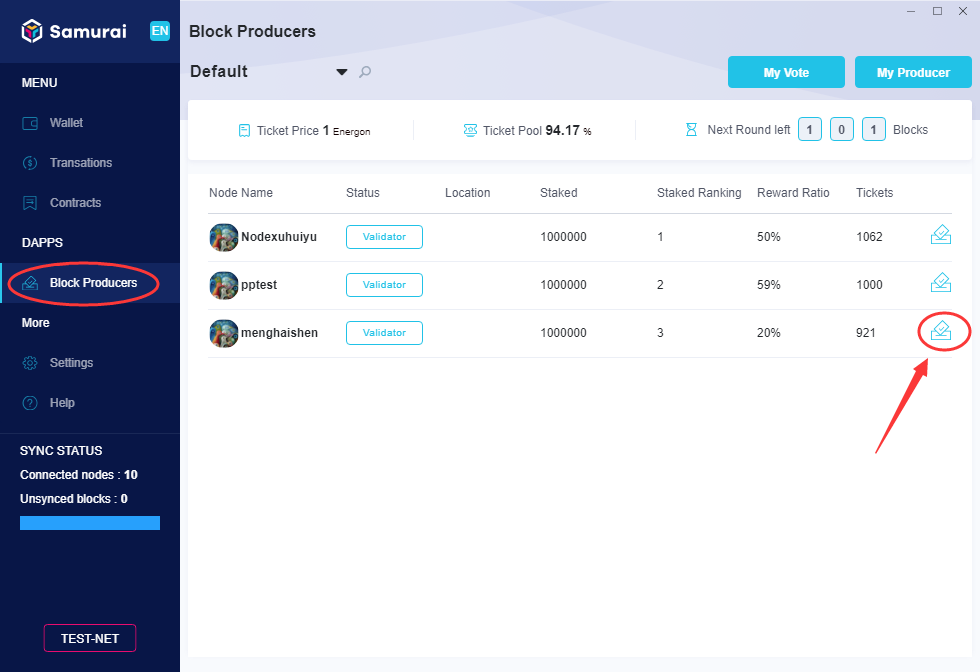 Samurai
EN
MENU
Wallet
Transations
Contracts
DAPPS
Block Producers
More
Settings
Help
SYNC STATUS
Connected nodes : 10
Unsynced blocks : 0
TEST-NET
Block Producers
Default
My Vote
My Producer
Ticket Price 1 Energon
Ticket Pool 94.17 %
Next Round left 1 0 1 Blocks
Node Name Status Location Staked Staked Ranking Reward Ratio Tickets
Nodexuhuiyu Validator 1000000 1 50% 1062
pptest Validator 1000000 2 59% 1000
menghaishen Validator 1000000 3 20% 921